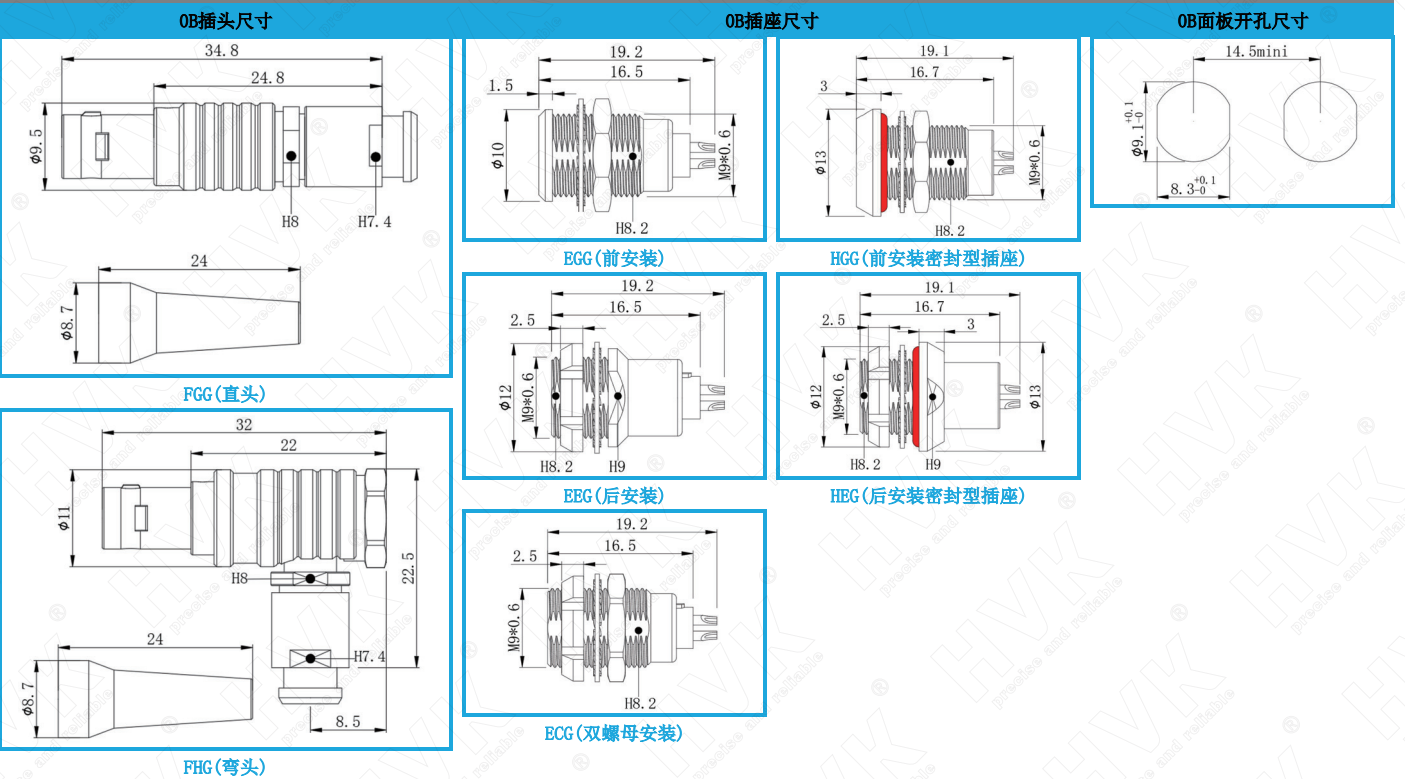 0B插头尺寸
0B插座尺寸
0B面板开孔尺寸
34.8
24.8
φ9.5
H8
H7.4
24
φ8.7
FGG(直头)
19.2
16.5
1.5
φ10
M9*0.6
H8.2
EGG(前安装)
19.1
16.7
3
φ13
M9*0.6
H8.2
HGG(前安装密封型插座)
14.5mini
φ9.1+0.1-0
8.3+0.1-0
19.2
16.5
2.5
φ12
M9*0.6
H8.2
H9
EEG(后安装)
19.1
16.7
2.5
3
φ12
M9*0.6
φ13
H8.2
H9
HEG(后安装密封型插座)
32
22
φ11
22.5
H8
H7.4
8.5
24
φ8.7
FHG(弯头)
19.2
16.5
2.5
M9*0.6
H8.2
ECG(双螺母安装)
HVK
®
precise and reliable